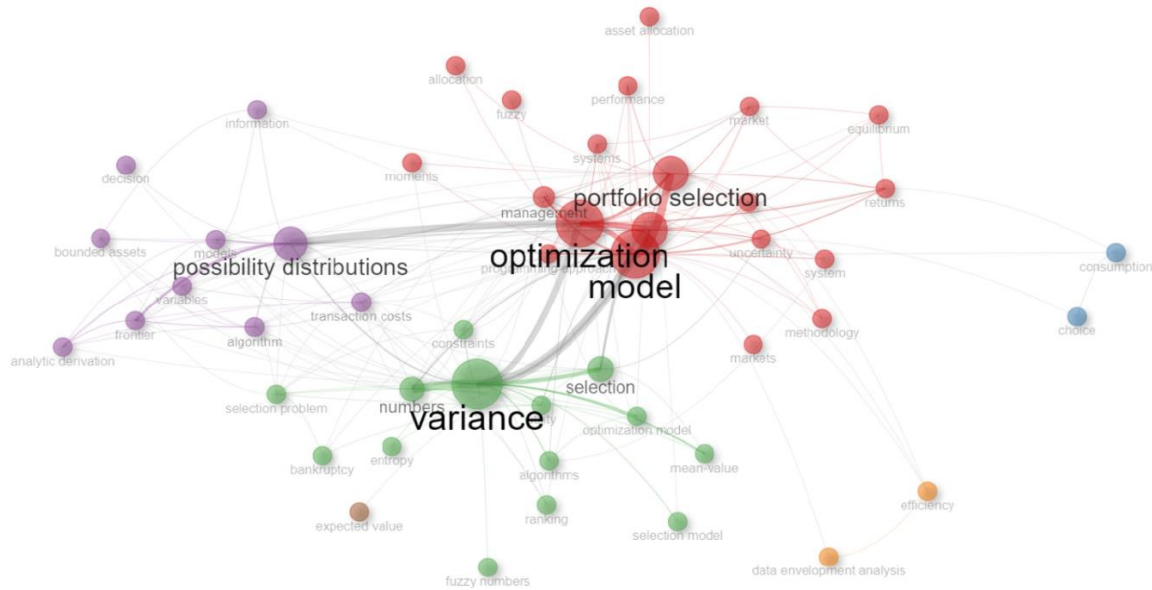 asset allocation
allocation
fuzzy
performance
information
market
equilibrium
systems
decision
moments
portfolio selection
returns
management
bounded assets
models
uncertainty
optimization
possibility distributions
system
consumption
model
variables
transaction costs
choice
frontier
algorithm
constraints
methodology
analytic derivation
markets
selection
selection problem
numbers
variance
optimization model
bankruptcy
entropy
algorithms
mean-value
efficiency
expected value
ranking
selection model
data envelopment analysis
fuzzy numbers